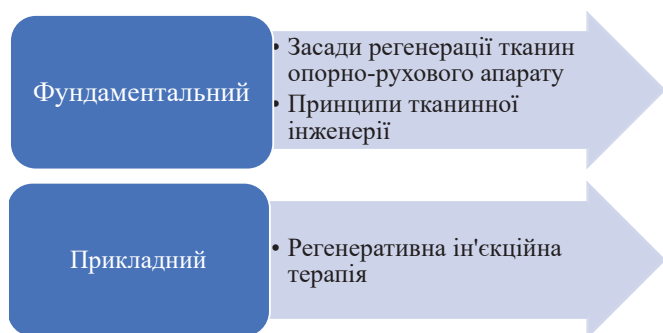 Фундаментальний
• Засади регенерації тканин
опорно-рухового апарату
• Принципи тканинної
інженерії
Прикладний
• Регенеративна ін'єкційна
терапія